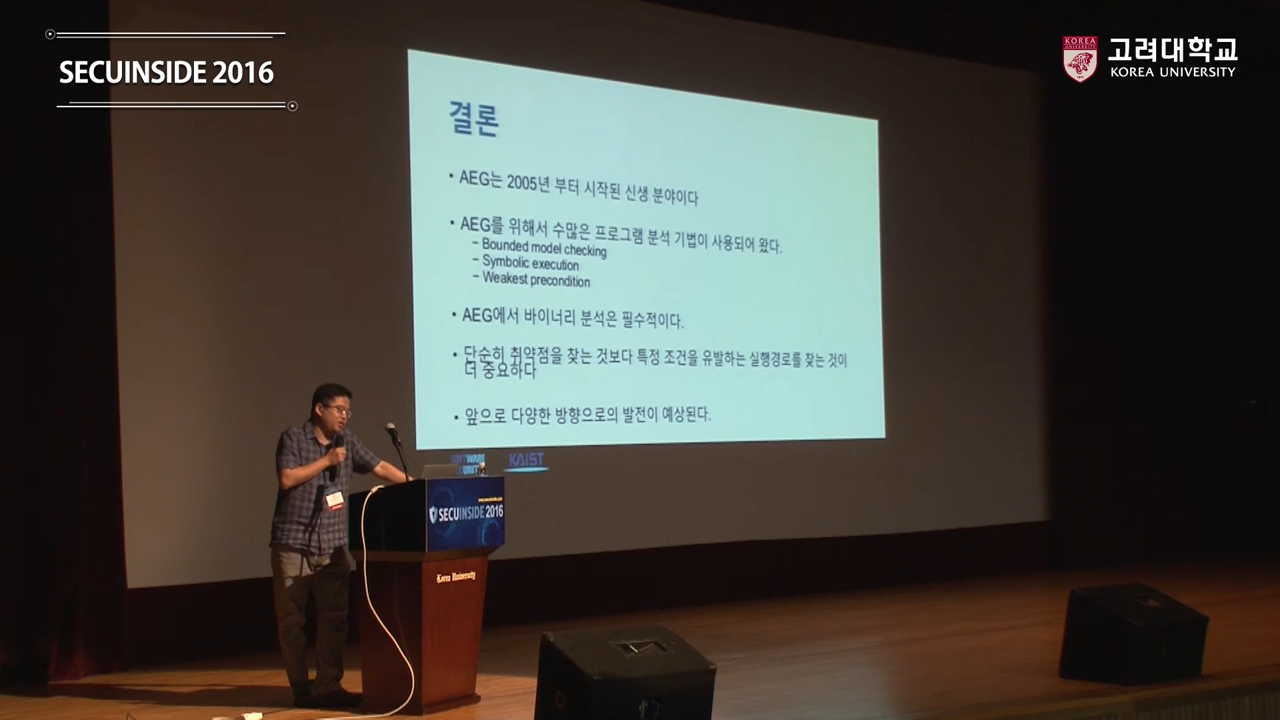 SECUINSIDE 2016
KOREA
UNIVERSITY
고려대학교
KOREA UNIVERSITY
결론
• AEG는 2005년 부터 시작된 신생 분야이다
• AEG를 위해서 수많은 프로그램 분석 기법이 사용되어 왔다.
− Bounded model checking
− Symbolic execution
− Weakest precondition
• AEG에서 바이너리 분석은 필수적이다.
• 단순히 취약점을 찾는 것보다 특정 조건을 유발하는 실행경로를 찾는 것이
더 중요하다
• 앞으로 다양한 방향으로의 발전이 예상된다.
KAIST
SECUINSIDE 2016
Korea University